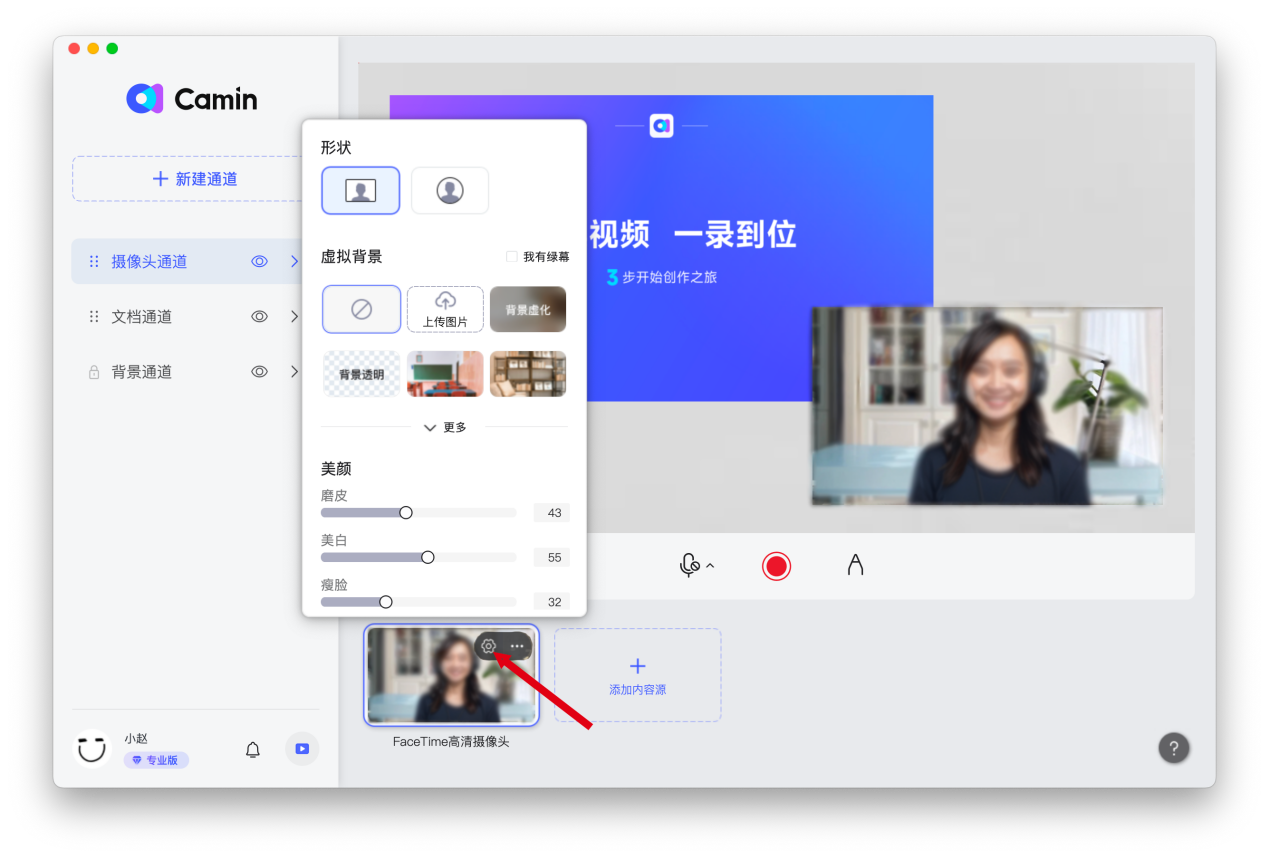 Camin
新建通道
摄像头通道
文档通道
背景通道
小赵
专业版
形状
虚拟背景
我有绿幕
上传图片
背景虚化
背景透明
更多
美颜
磨皮
43
美白
55
瘦脸
32
视频 一录到位
3步开始创作之旅
添加内容源
FaceTime高清摄像头
?